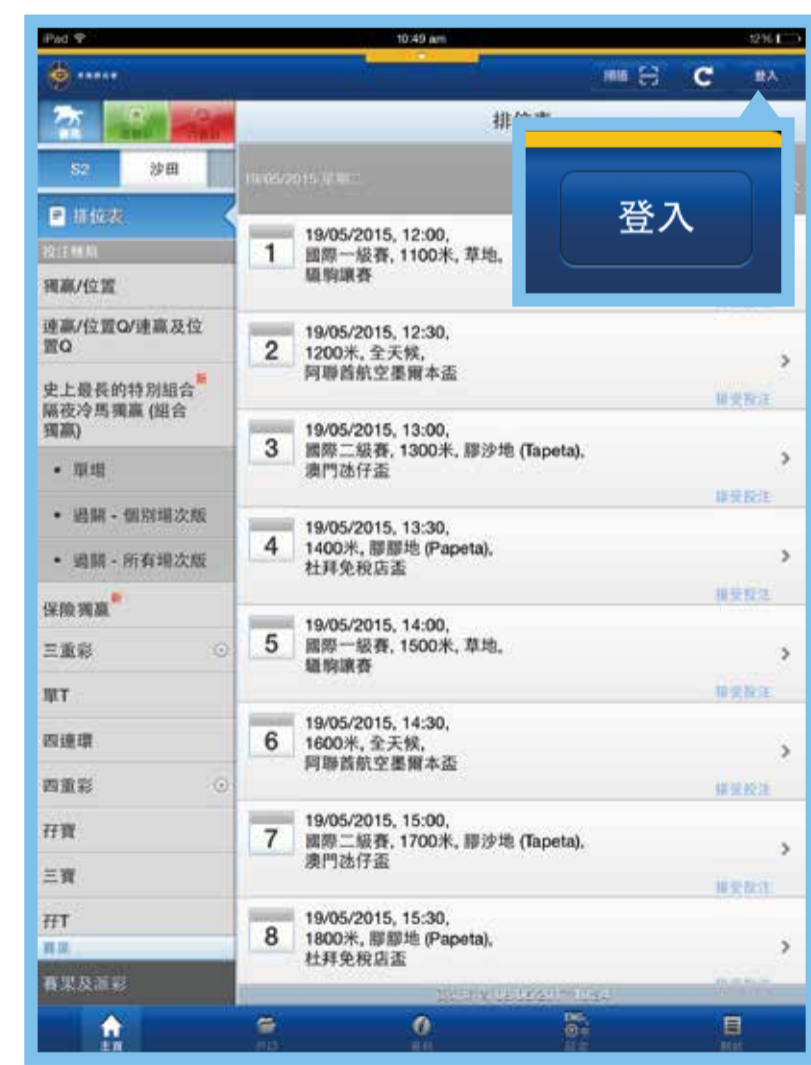 iPad
10:49 am
12%
掃描
登入
賽馬
排位表
登入
S2
沙田
19/05/2015 星期二
排位表
投注種類
獨贏/位置
連贏/位置Q/連贏及位
置Q
史上最長的特別組合 新
隔夜冷馬獨贏 (組合
獨贏)
• 單場
• 過關 - 個別場次版
• 過關 - 所有場次版
保險獨贏 新
三重彩
單T
四連環
四重彩
孖寶
三寶
孖T
賽果
賽果及派彩
1
19/05/2015, 12:00,
國際一級賽, 1100米, 草地,
騸駒讓賽
2
19/05/2015, 12:30,
1200米, 全天候,
阿聯酋航空墨爾本盃
接受投注
3
19/05/2015, 13:00,
國際二級賽, 1300米, 膠沙地 (Tapeta),
澳門氹仔盃
接受投注
4
19/05/2015, 13:30,
1400米, 膠膠地 (Papeta),
杜拜免稅店盃
接受投注
5
19/05/2015, 14:00,
國際一級賽, 1500米, 草地,
騸駒讓賽
接受投注
6
19/05/2015, 14:30,
1600米, 全天候,
阿聯酋航空墨爾本盃
接受投注
7
19/05/2015, 15:00,
國際二級賽, 1700米, 膠沙地 (Tapeta),
澳門氹仔盃
接受投注
8
19/05/2015, 15:30,
1800米, 膠膠地 (Papeta),
杜拜免稅店盃
主頁